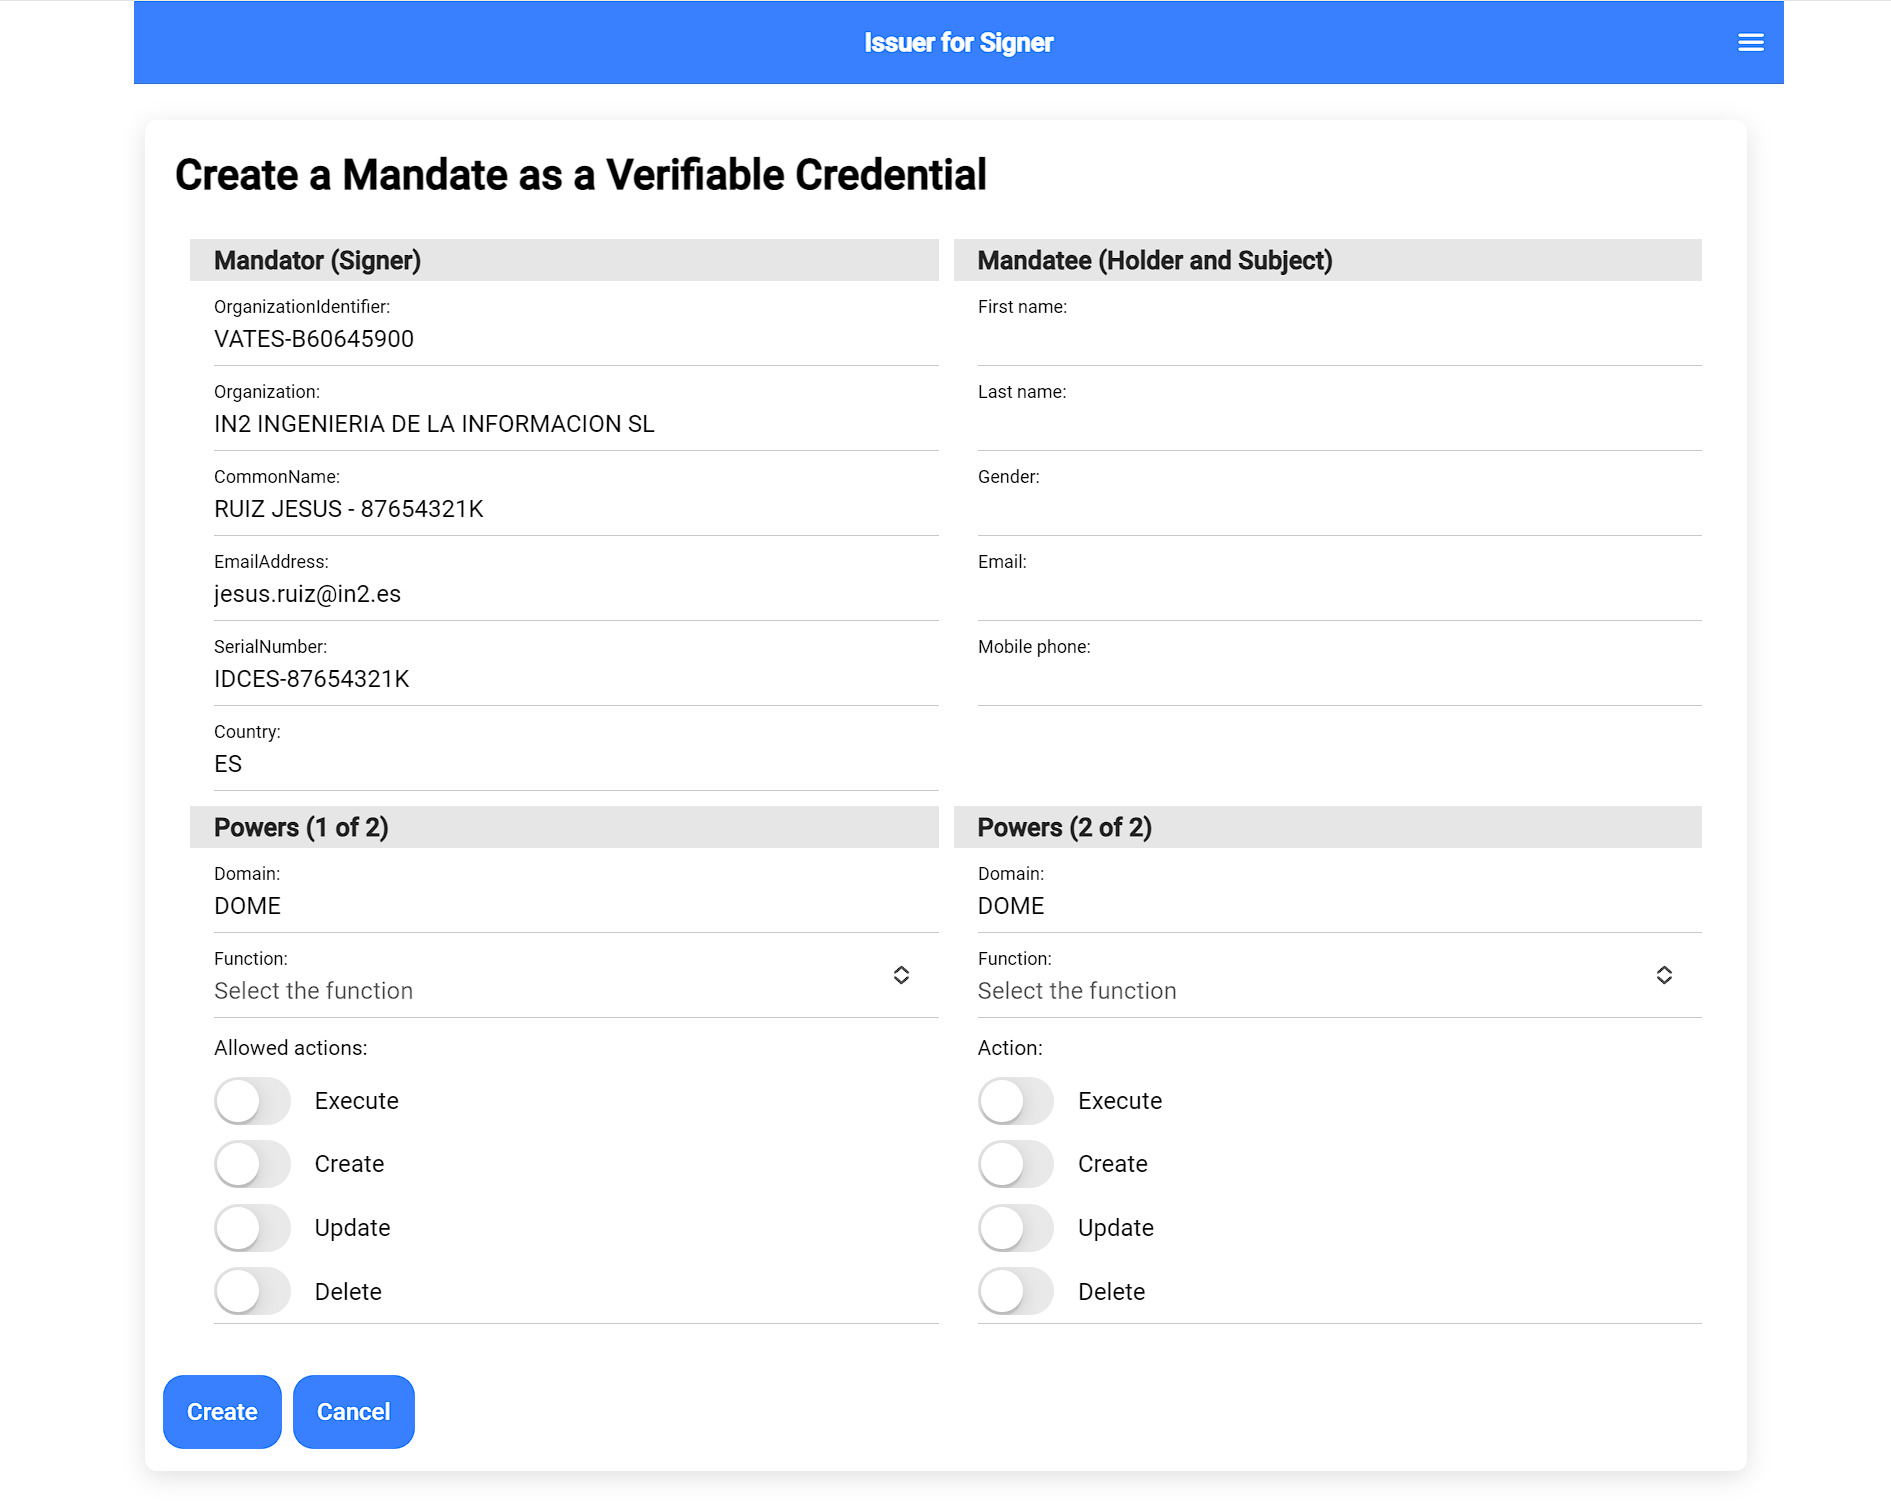 Issuer for Signer
Create a Mandate as a Verifiable Credential
Mandator (Signer)
OrganizationIdentifier:
VATES-B60645900
Organization:
IN2 INGENIERIA DE LA INFORMACION SL
CommonName:
RUIZ JESUS - 87654321K
EmailAddress:
jesus.ruiz@in2.es
SerialNumber:
IDCES-87654321K
Country:
ES
Mandatee (Holder and Subject)
First name:
Last name:
Gender:
Email:
Mobile phone:
Powers (1 of 2)
Domain:
DOME
Function:
Select the function
Allowed actions:
Execute
Create
Update
Delete
Powers (2 of 2)
Domain:
DOME
Function:
Select the function
Action:
Execute
Create
Update
Delete
Create
Cancel